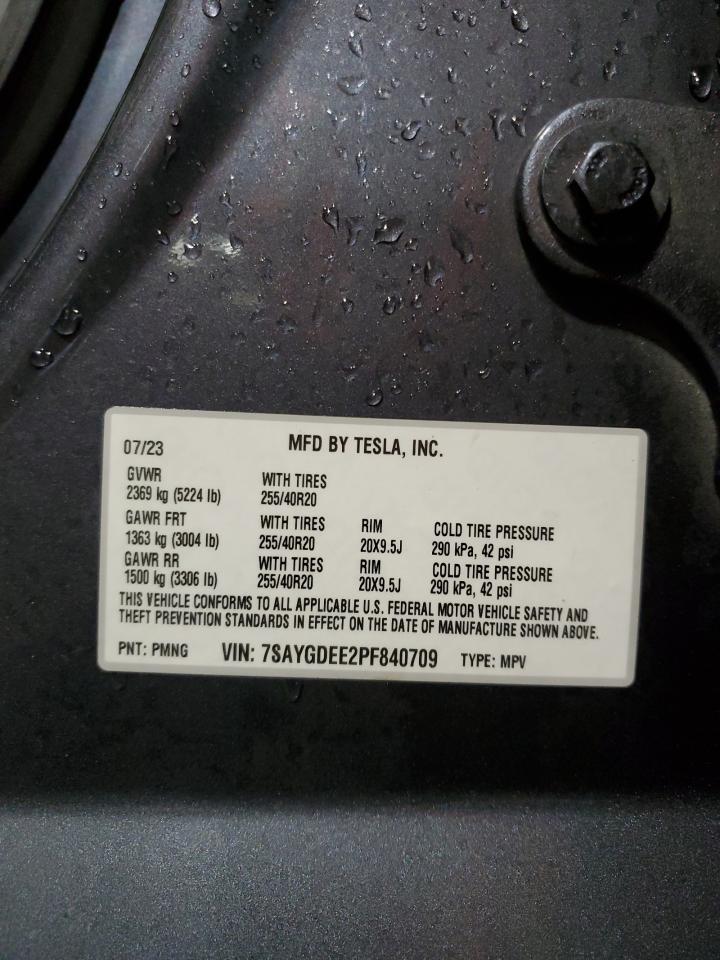 07/23 MFD BY TESLA, INC.
GVWR WITH TIRES
2369 kg (5224 lb) 255/40R20
GAWR FRT WITH TIRES RIM COLD TIRE PRESSURE
1363 kg (3004 lb) 255/40R20 20X9.5J 290 kPa, 42 psi
GAWR RR WITH TIRES RIM COLD TIRE PRESSURE
1500 kg (3306 lb) 255/40R20 20X9.5J 290 kPa, 42 psi
THIS VEHICLE CONFORMS TO ALL APPLICABLE U.S. FEDERAL MOTOR VEHICLE SAFETY AND
THEFT PREVENTION STANDARDS IN EFFECT ON THE DATE OF MANUFACTURE SHOWN ABOVE.
PNT: PMNG VIN: 7SAYGDEE2PF840709 TYPE: MPV